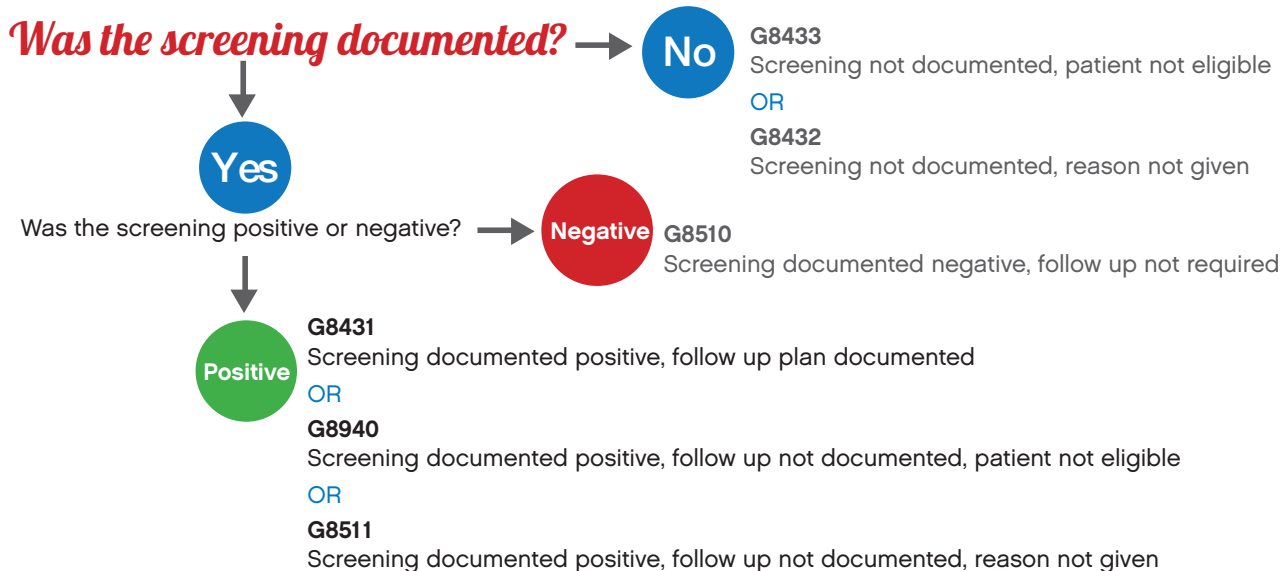 Was the screening documented?
No
G8433
Screening not documented, patient not eligible
OR
G8432
Screening not documented, reason not given
Yes
Was the screening positive or negative?
Negative
G8510
Screening documented negative, follow up not required
Positive
G8431
Screening documented positive, follow up plan documented
OR
G8940
Screening documented positive, follow up not documented, patient not eligible
OR
G8511
Screening documented positive, follow up not documented, reason not given